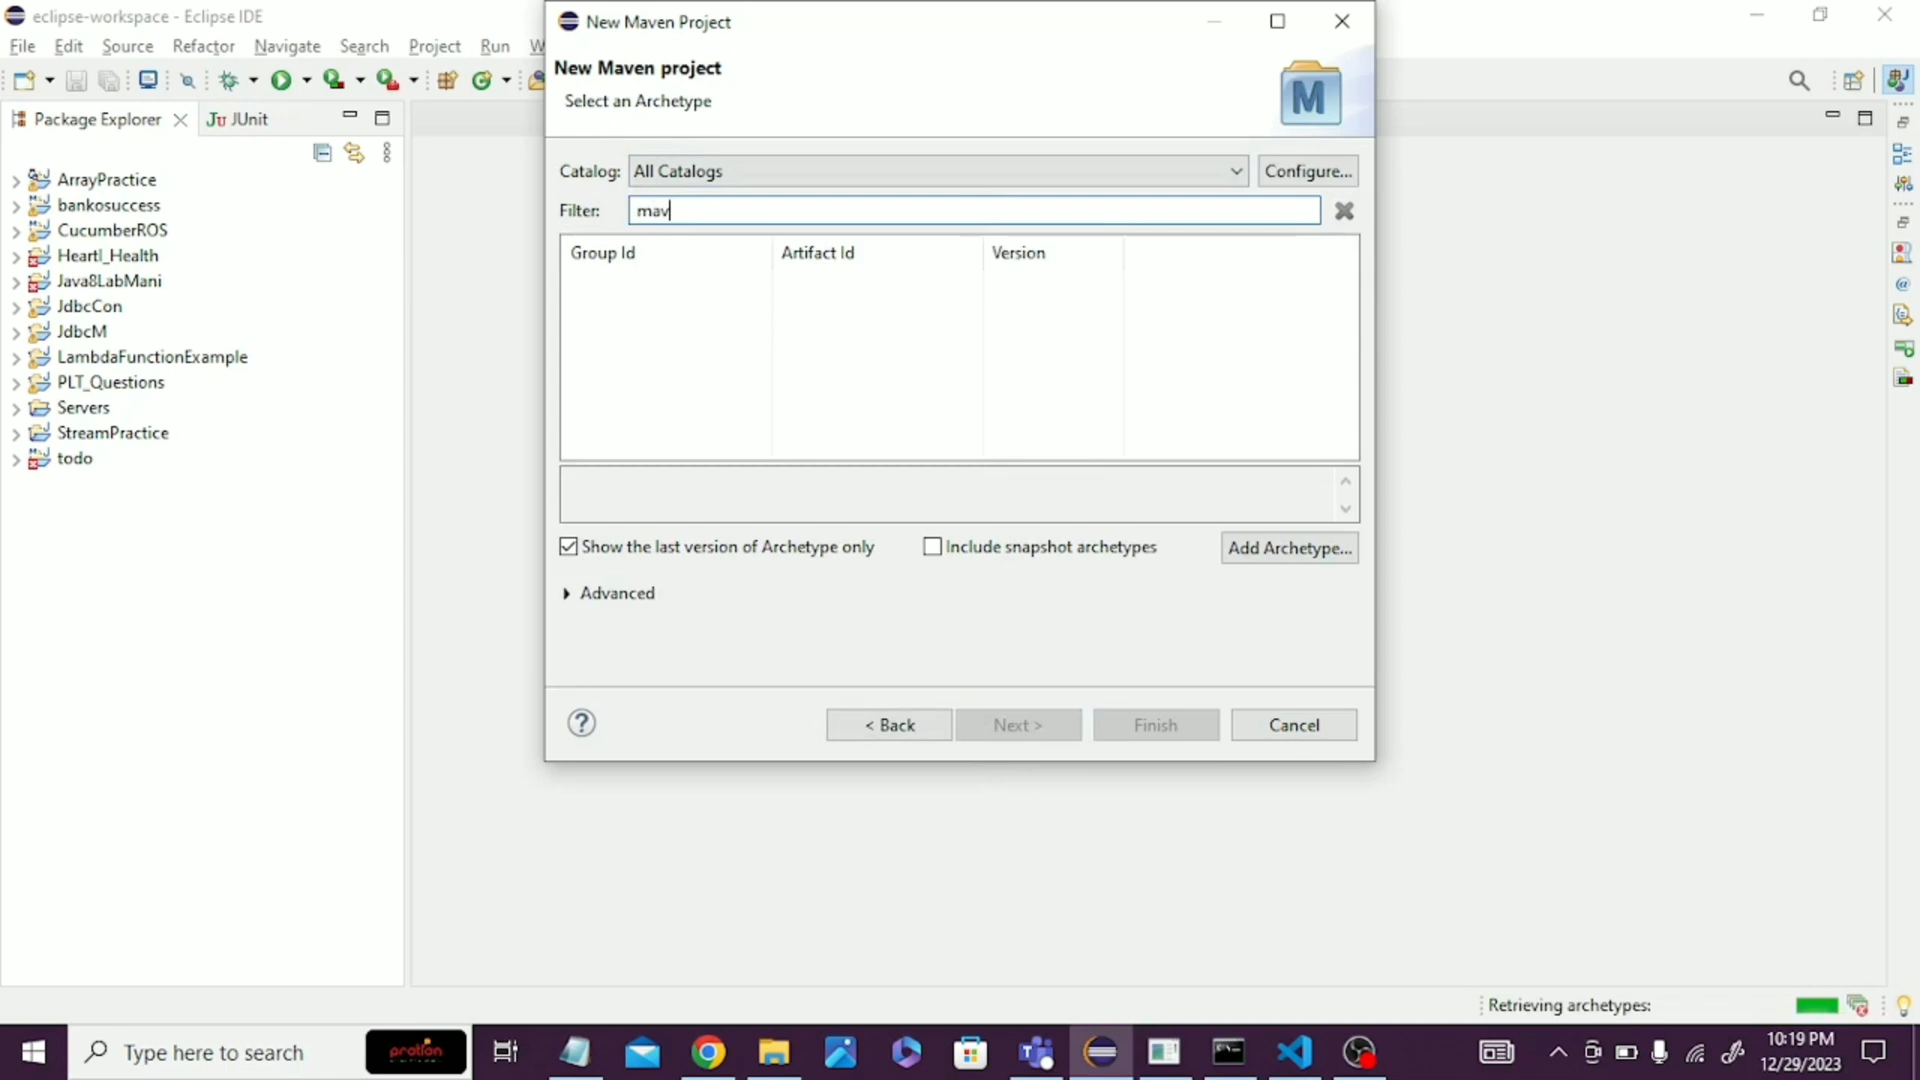 eclipse-workspace - Eclipse IDE
File Edit Source Refactor Navigate Search Project Run W
Package Explorer JUnit
ArrayPractice
bankosuccess
CucumberROS
Heartl_Health
Java8LabMani
JdbcCon
JdbcM
LambdaFunctionExample
PLT_Questions
Servers
StreamPractice
todo
New Maven Project
New Maven project
Select an Archetype
M
Catalog: All Catalogs Configure...
Filter: mav
Group Id Artifact Id Version
Show the last version of Archetype only Include snapshot archetypes Add Archetype...
Advanced
? < Back Next > Finish Cancel
Retrieving archetypes:
Type here to search
10:19 PM
12/29/2023